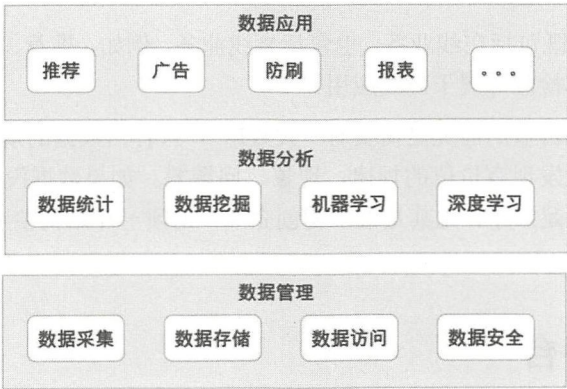 数据应用
推荐 广告 防刷 报表 。。。
数据分析
数据统计 数据挖掘 机器学习 深度学习
数据管理
数据采集 数据存储 数据访问 数据安全